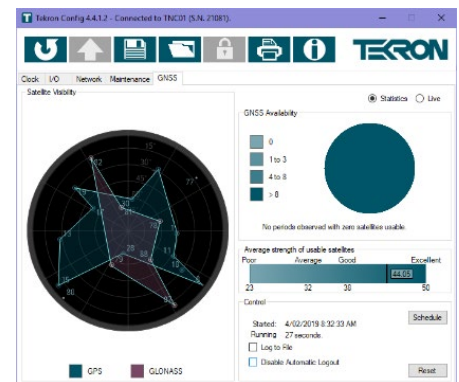 Tekron Config 4.4.1.2 - Connected to TNC01 (S.N. 21081).
TEKRON
Clock I/O Network Maintenance GNSS
Satellite Visibility
Statistics Live
GNSS Availability
0
1 to 3
4 to 8
> 8
No periods observed with zero satellites usable.
Average strength of usable satellites
Poor Average Good Excellent
44.05
23 32 38 50
Control
Started: 4/02/2019 8:32:33 AM
Schedule
Running 27 seconds.
Log to File
Disable Automatic Logout
Reset
15°
30°
45
GPS GLONASS